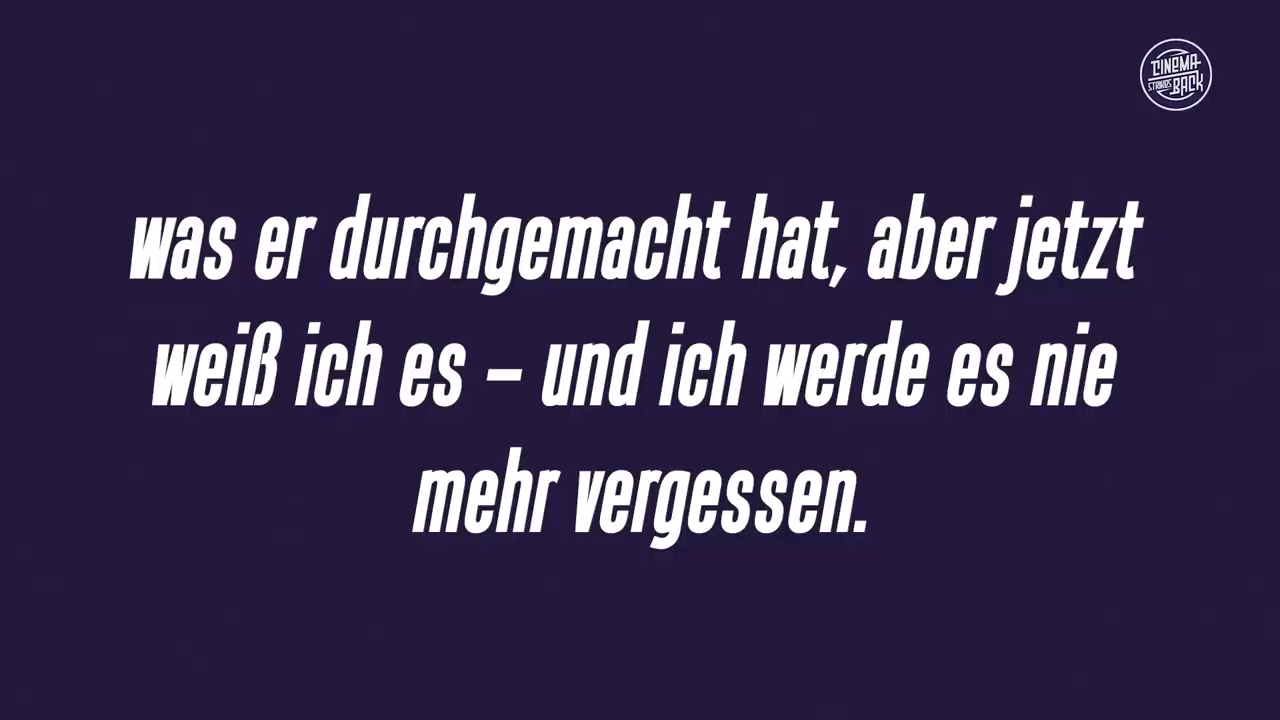 CINEMA
STRIKES BACK
was er durchgemacht hat, aber jetzt
weiß ich es – und ich werde es nie
mehr vergessen.